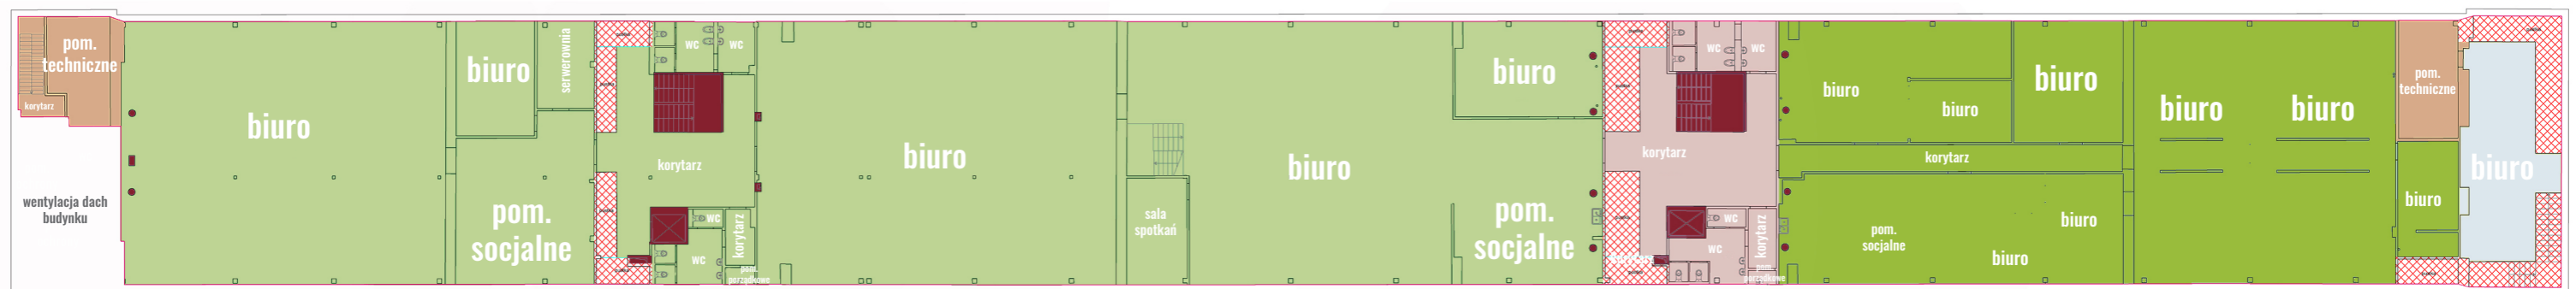 pom.
techniczne
korytarz
wentylacja dach
budynku
biuro
biuro
serwerownia
pom.
socjalne
WC
WC
korytarz
WC
korytarz
WC
pom.
biuro
biuro
sala
spotkań
biuro
pom.
socjalne
WC
WC
korytarz
WC
korytarz
WC
biuro
biuro
biuro
korytarz
pom.
socjalne
biuro
biuro
biuro
biuro
pom.
techniczne
biuro
biuro